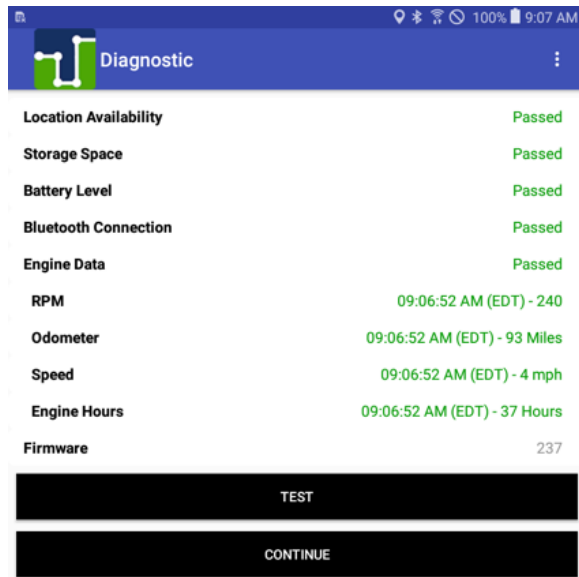 100% 9:07 AM
Diagnostic
Location Availability Passed
Storage Space Passed
Battery Level Passed
Bluetooth Connection Passed
Engine Data Passed
RPM 09:06:52 AM (EDT) - 240
Odometer 09:06:52 AM (EDT) - 93 Miles
Speed 09:06:52 AM (EDT) - 4 mph
Engine Hours 09:06:52 AM (EDT) - 37 Hours
Firmware 237
TEST
CONTINUE